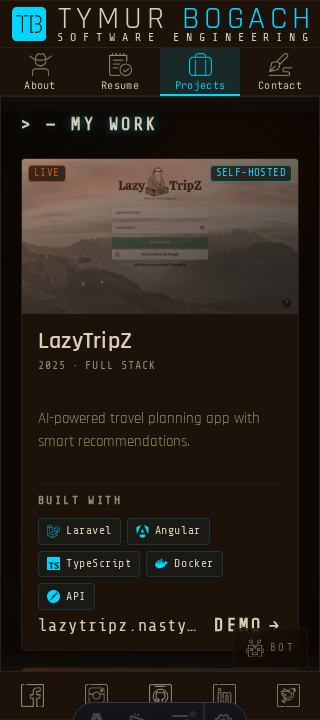 TB TYMUR BOGACH
SOFTWARE ENGINEERING
About Resume Projects Contact
> — MY WORK
LIVE SELF-HOSTED
Lazy TripZ
LazyTripZ
2025 · FULL STACK
AI-powered travel planning app with
smart recommendations.
BUILT WITH
Laravel Angular
TS TypeScript Docker
API
lazytripz.nasty… DEMO →
BOT